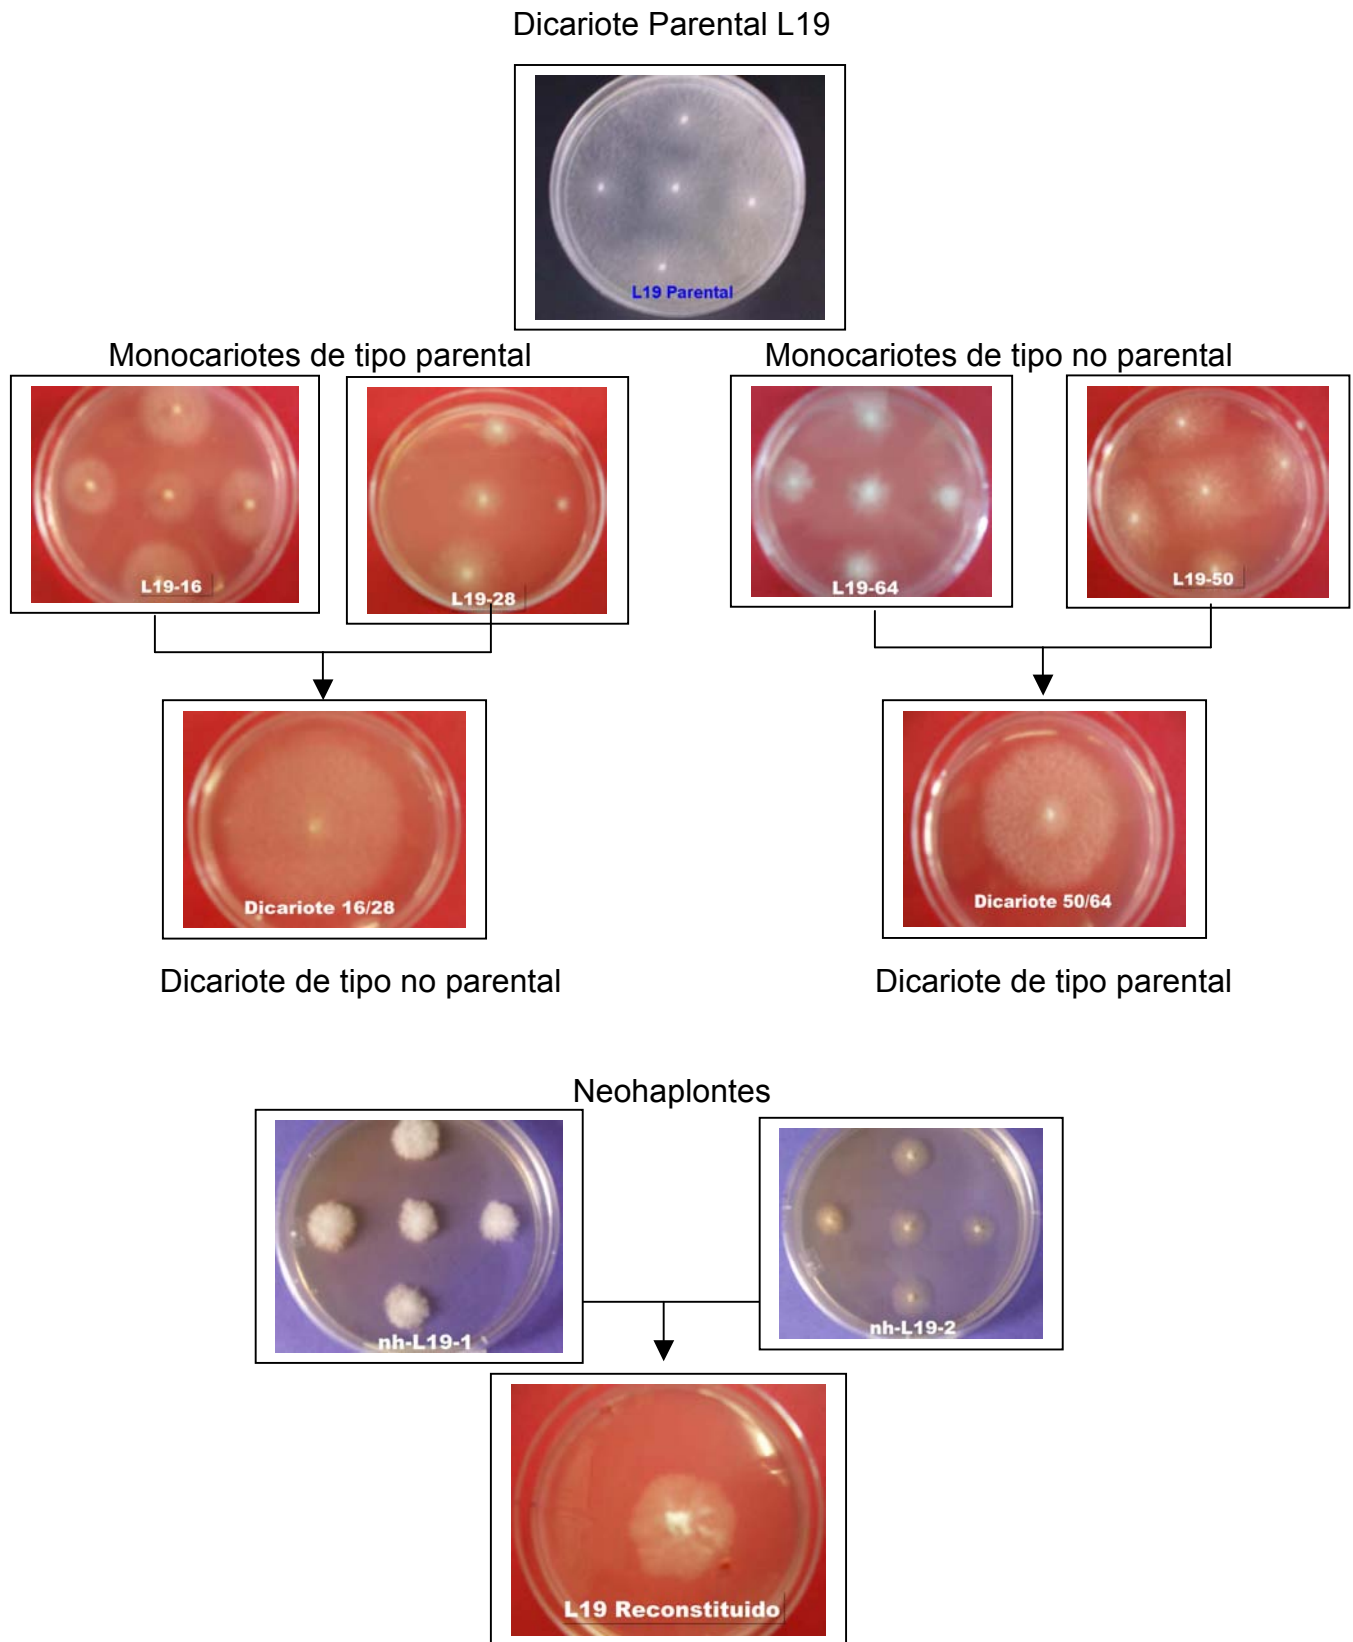 Dicariote Parental L19
L19 Parental
Monocariotes de tipo parental
Monocariotes de tipo no parental
L19-16
L19-28
L19-64
L19-50
Dicariote 16/28
Dicariote 50/64
Dicariote de tipo no parental
Dicariote de tipo parental
Neohaplontes
nh-L19-1
nh-L19-2
L19 Reconstituido